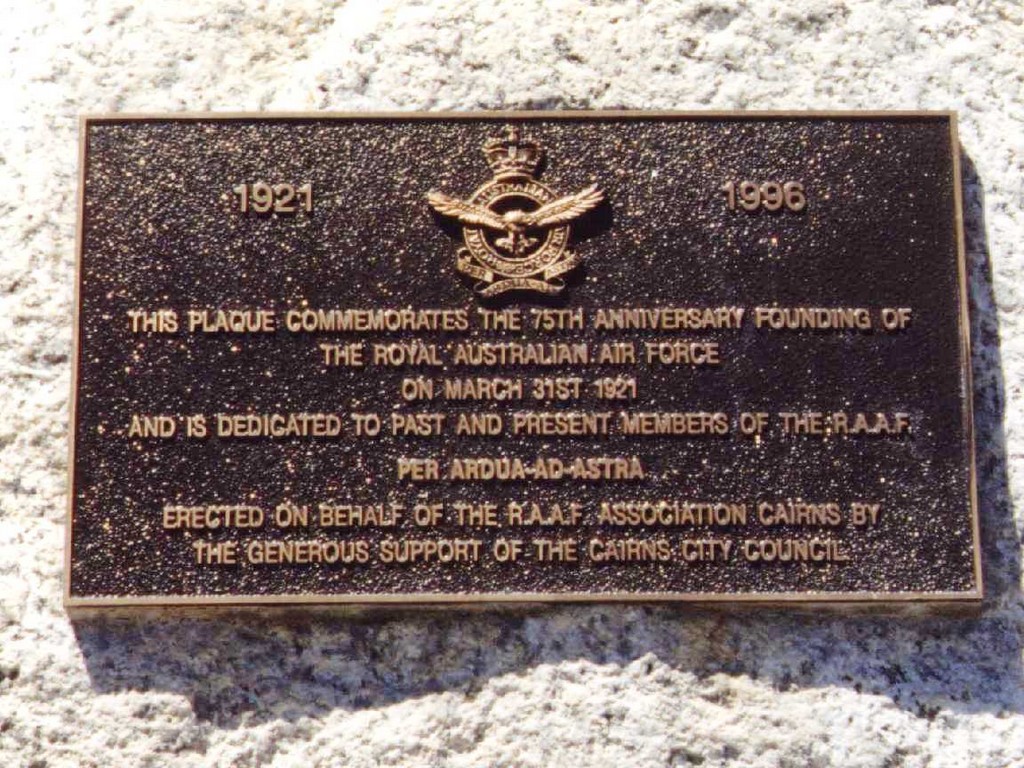 1921 1996
THIS PLAQUE COMMEMORATES THE 75TH ANNIVERSARY FOUNDING OF
THE ROYAL AUSTRALIAN AIR FORCE
ON MARCH 31ST 1921
AND IS DEDICATED TO PAST AND PRESENT MEMBERS OF THE R.A.A.F.
PER ARDUA-AD-ASTRA
ERECTED ON BEHALF OF THE R.A.A.F. ASSOCIATION CAIRNS BY
THE GENEROUS SUPPORT OF THE CAIRNS CITY COUNCIL.